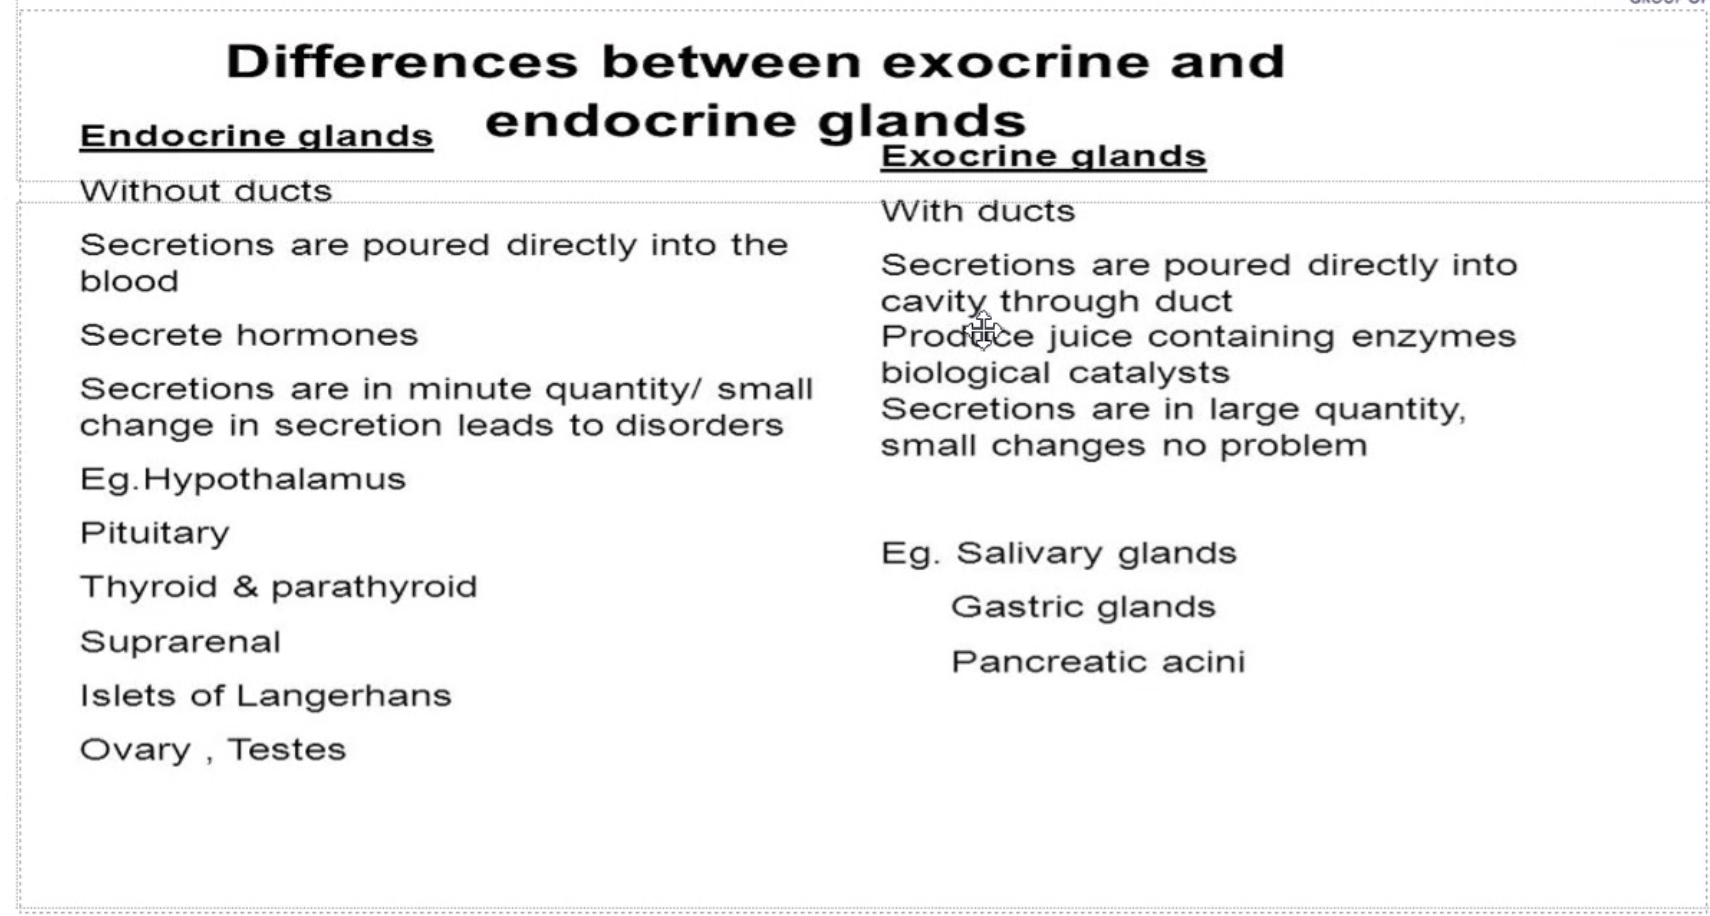 Differences between exocrine and
endocrine glands
Endocrine glands
Without ducts
Secretions are poured directly into the
blood
Secrete hormones
Secretions are in minute quantity/ small
change in secretion leads to disorders
Eg.Hypothalamus
Pituitary
Thyroid & parathyroid
Suprarenal
Islets of Langerhans
Ovary , Testes
Exocrine glands
With ducts
Secretions are poured directly into
cavity through duct
Produce juice containing enzymes
biological catalysts
Secretions are in large quantity,
small changes no problem
Eg. Salivary glands
Gastric glands
Pancreatic acini